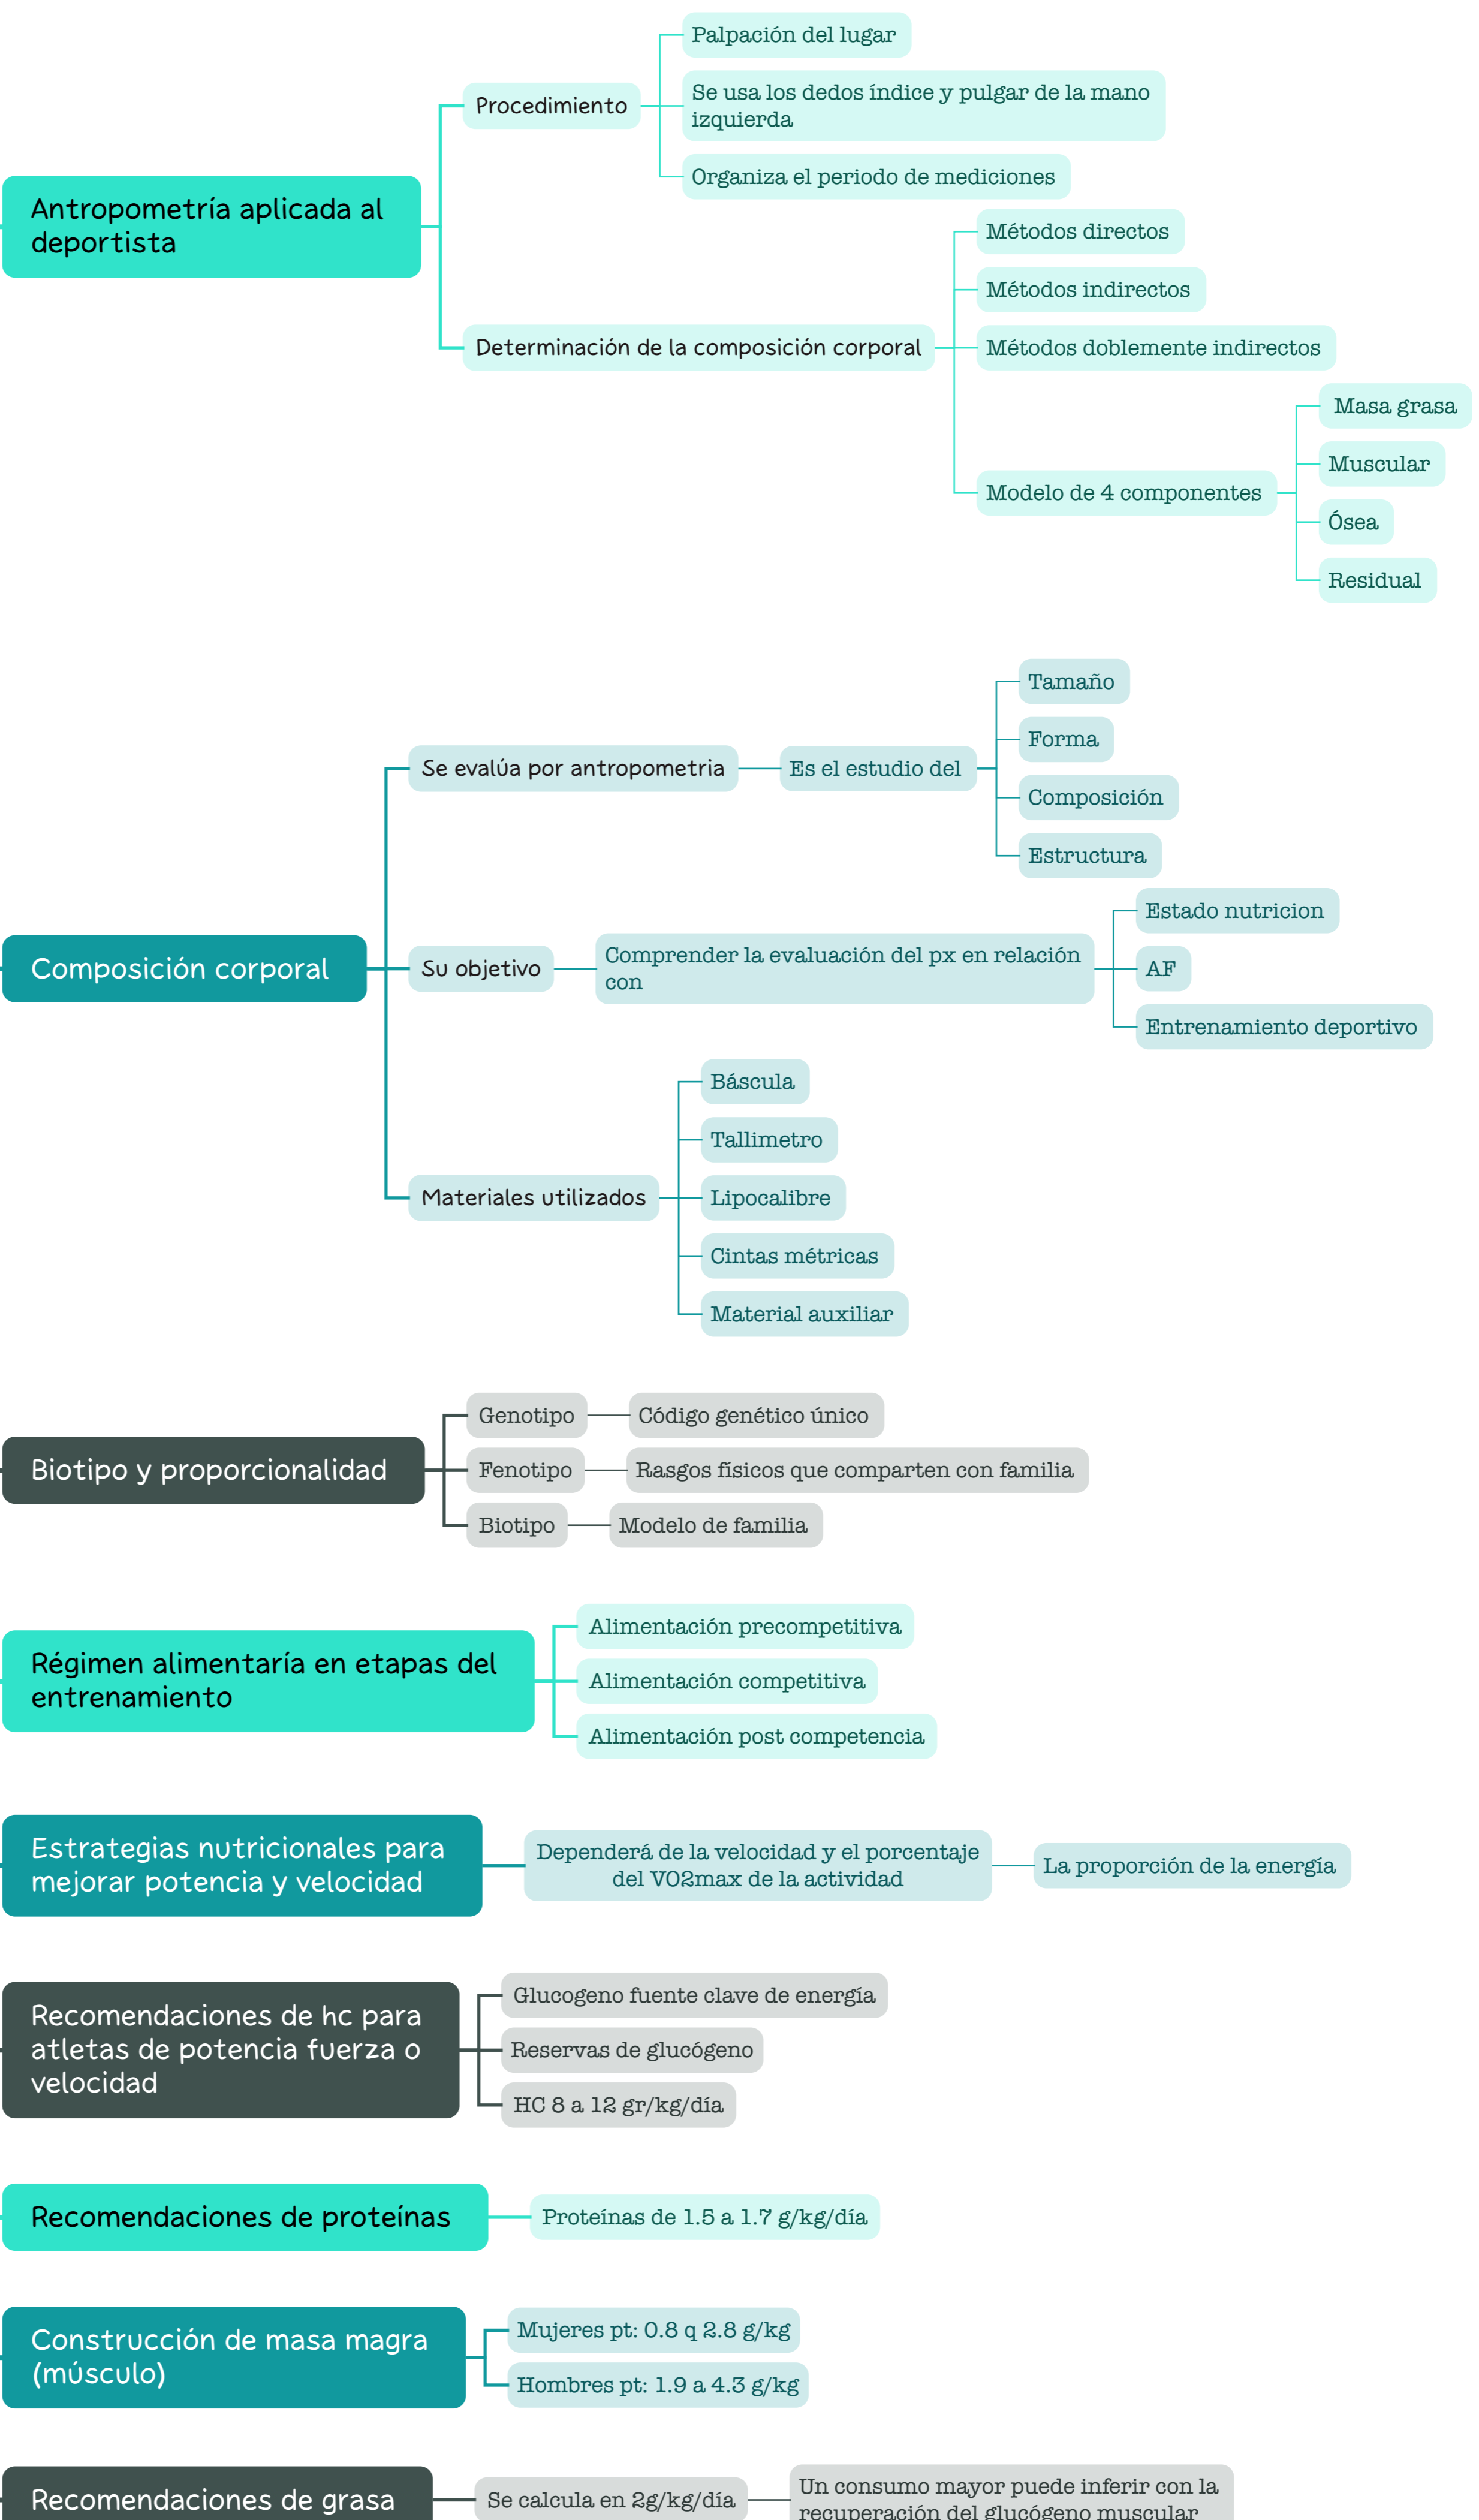 Antropometría aplicada al
deportista
Procedimiento
Palpación del lugar
Se usa los dedos índice y pulgar de la mano
izquierda
Organiza el periodo de mediciones
Determinación de la composición corporal
Métodos directos
Métodos indirectos
Métodos doblemente indirectos
Modelo de 4 componentes
Masa grasa
Muscular
Ósea
Residual
Composición corporal
Se evalúa por antropometria
Es el estudio del
Tamaño
Forma
Composición
Estructura
Su objetivo
Comprender la evaluación del px en relación
con
Estado nutricion
AF
Entrenamiento deportivo
Materiales utilizados
Báscula
Tallimetro
Lipocalibre
Cintas métricas
Material auxiliar
Biotipo y proporcionalidad
Genotipo
Código genético único
Fenotipo
Rasgos físicos que comparten con familia
Biotipo
Modelo de familia
Régimen alimentaría en etapas del
entrenamiento
Alimentación precompetitiva
Alimentación competitiva
Alimentación post competencia
Estrategias nutricionales para
mejorar potencia y velocidad
Dependerá de la velocidad y el porcentaje
del VO2max de la actividad
La proporción de la energía
Recomendaciones de hc para
atletas de potencia fuerza o
velocidad
Glucogeno fuente clave de energía
Reservas de glucógeno
HC 8 a 12 gr/kg/día
Recomendaciones de proteínas
Proteínas de 1.5 a 1.7 g/kg/día
Construcción de masa magra
(músculo)
Mujeres pt: 0.8 q 2.8 g/kg
Hombres pt: 1.9 a 4.3 g/kg
Recomendaciones de grasa
Se calcula en 2g/kg/día
Un consumo mayor puede inferir con la
recuperación del glucógeno muscular